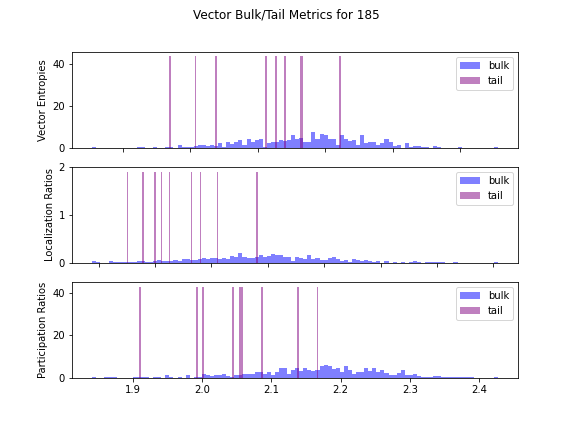 Vector Bulk/Tail Metrics for 185
Vector Entropies
40
20
0
bulk
tail
Localization Ratios
2
1
0
bulk
tail
Participation Ratios
40
20
0
bulk
tail
1.9 2.0 2.1 2.2 2.3 2.4